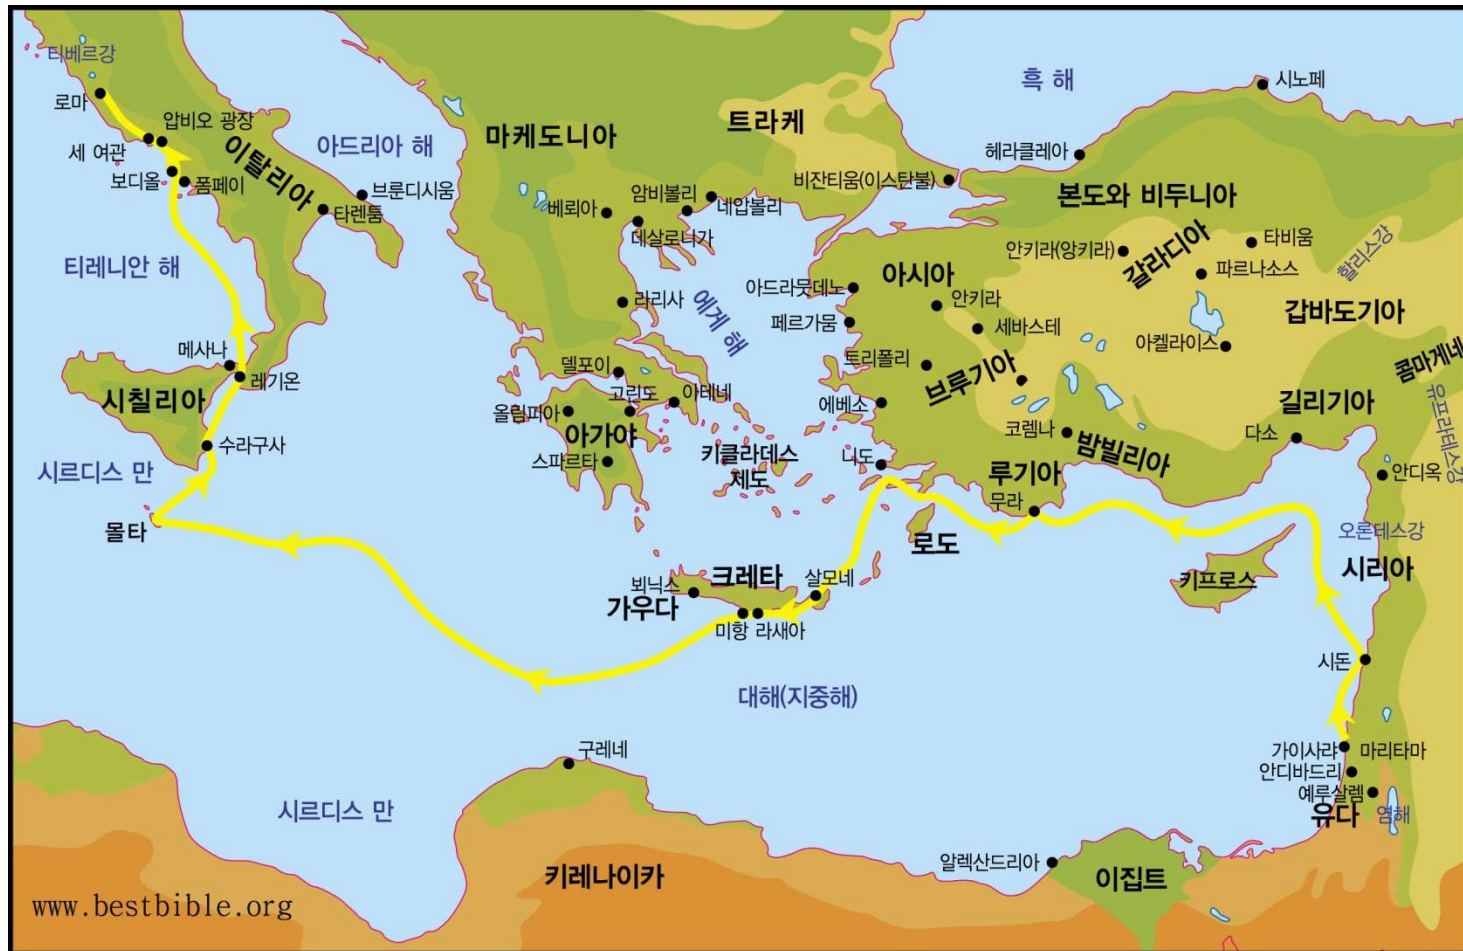 티베르강
로마
압비오 광장
세 여관
이탈리아
보디올
폼페이
아드리아 해
브룬디시움
타렌툼
티레니안 해
메사나
레기온
시칠리아
수라구사
시르디스 만
몰타
마케도니아
트라케
흑 해
시노페
헤라클레아
비잔티움(이스탄불)
암비볼리
네압볼리
베뢰아
데살로니가
본도와 비두니아
안키라(앙키라)
갈라디아
타비움
할리스강
파르나소스
갑바도기아
아시아
아드라뭇데노
안키라
라리사
에게 해
페르가뭄
세바스테
아켈라이스
콤마게네
델포이
토리폴리
브루기아
유프라테스강
고린도
아테네
올림피아
아가야
에베소
길리기아
코렘나
다소
밤빌리아
스파르타
키클라데스
체도
니도
루기아
안디옥
무라
오론테스강
로도
시리아
크레타
살모네
뵈닉스
가우다
키프로스
미항
라새아
시돈
대해(지중해)
구레네
가이사랴
마리타마
안디바드리
예루살렘
유다
염해
시르디스 만
알렉산드리아
이집트
키레나이카
www.bestbible.org